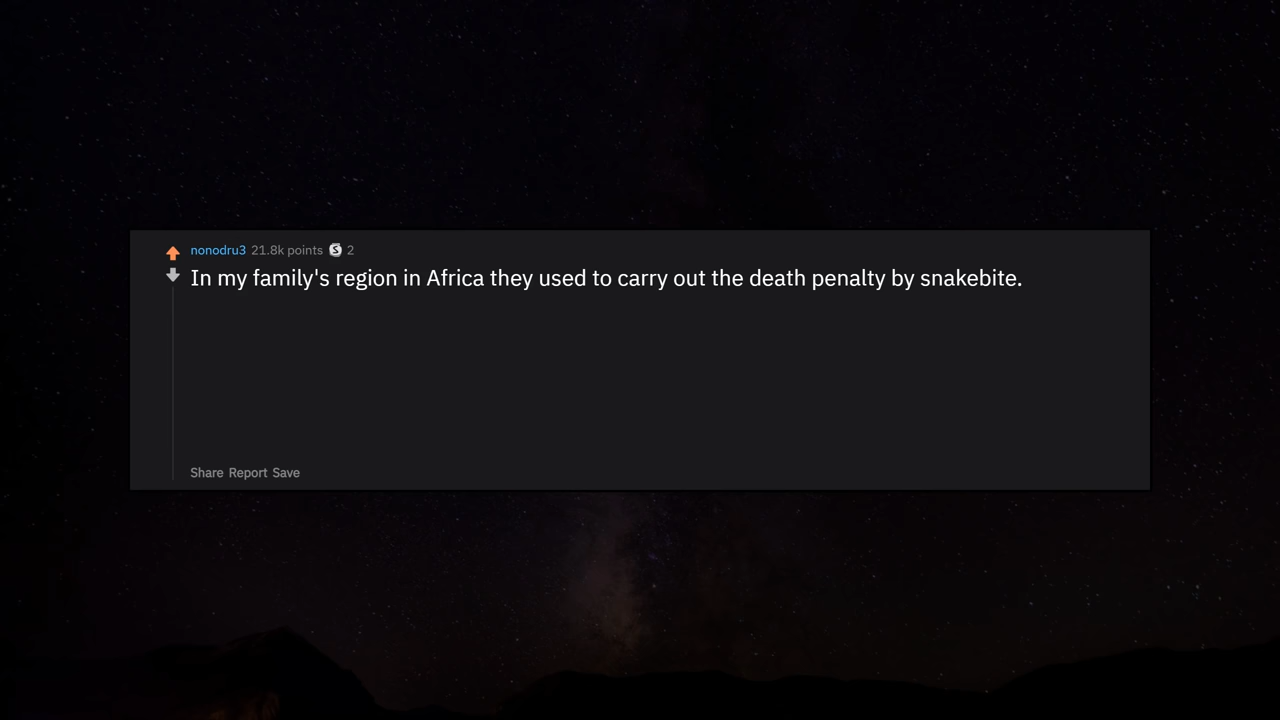 nonodru3 21.8k points S 2
In my family's region in Africa they used to carry out the death penalty by snakebite.
Share Report Save